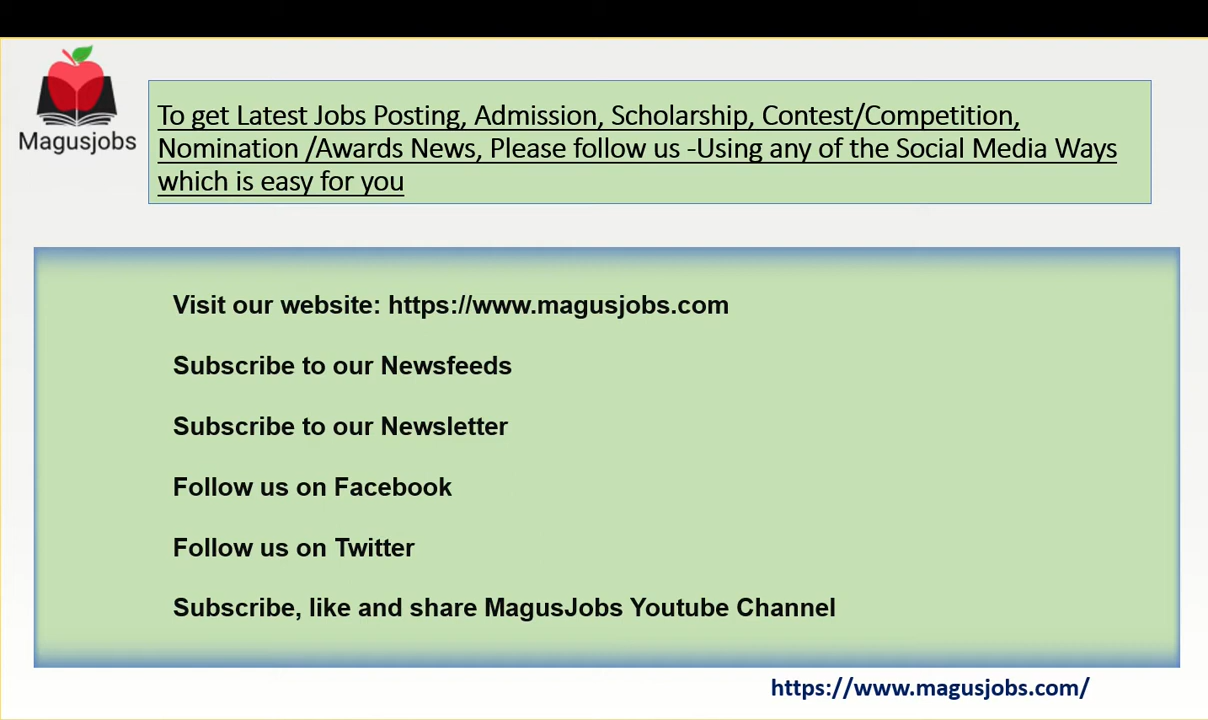 Magusjobs
To get Latest Jobs Posting, Admission, Scholarship, Contest/Competition,
Nomination /Awards News, Please follow us -Using any of the Social Media Ways
which is easy for you
Visit our website: https://www.magusjobs.com
Subscribe to our Newsfeeds
Subscribe to our Newsletter
Follow us on Facebook
Follow us on Twitter
Subscribe, like and share MagusJobs Youtube Channel
https://www.magusjobs.com/